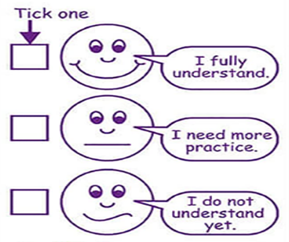 Tick one
I fully
understand.
I need more
practice.
I do not
understand
yet.